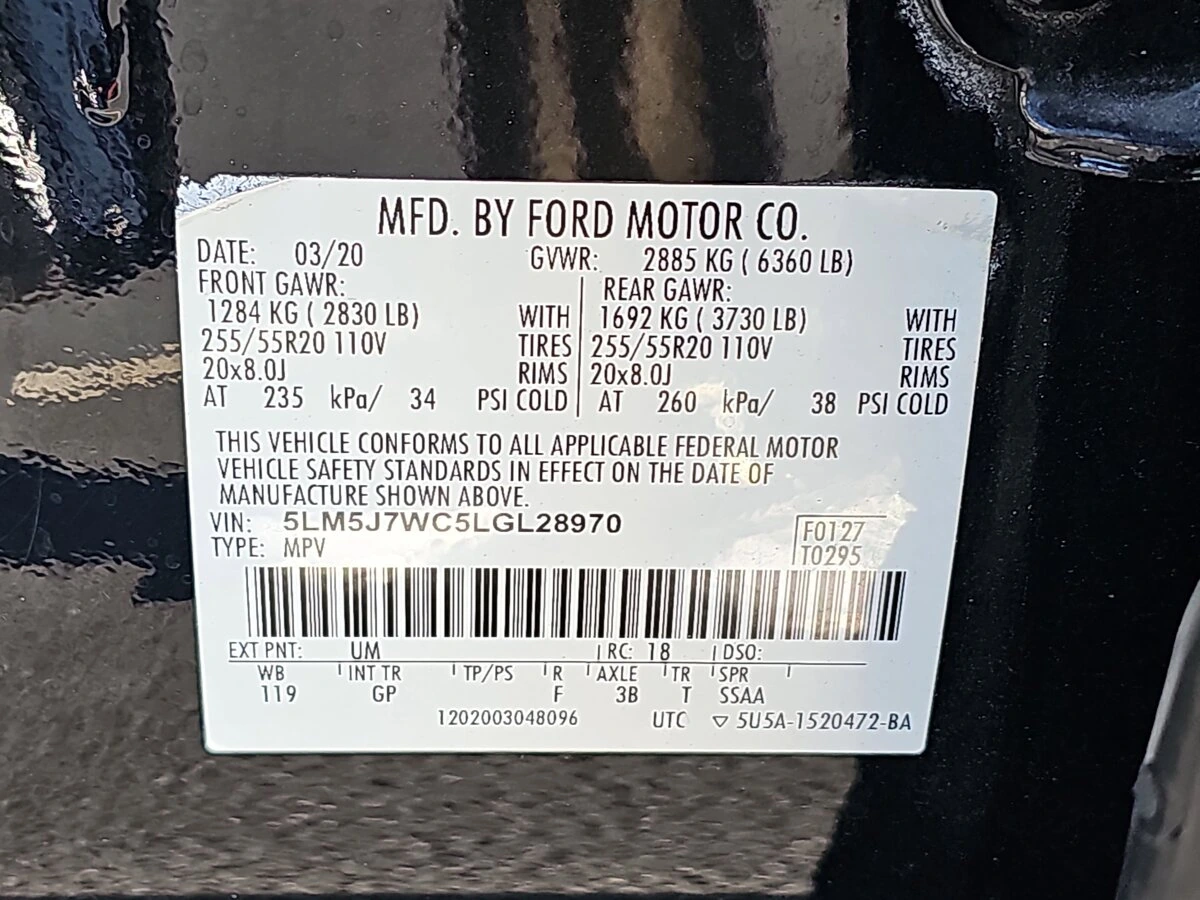 MFD. BY FORD MOTOR CO.
DATE: 03/20 GVWR: 2885 KG ( 6360 LB)
FRONT GAWR: REAR GAWR:
1284 KG ( 2830 LB) WITH 1692 KG ( 3730 LB) WITH
255/55R20 110V TIRES 255/55R20 110V TIRES
20x8.0J RIMS 20x8.0J RIMS
AT 235 kPa/ 34 PSI COLD AT 260 kPa/ 38 PSI COLD
THIS VEHICLE CONFORMS TO ALL APPLICABLE FEDERAL MOTOR
VEHICLE SAFETY STANDARDS IN EFFECT ON THE DATE OF
MANUFACTURE SHOWN ABOVE.
VIN: 5LM5J7WC5LGL28970 F0127
TYPE: MPV T0295
EXT PNT: UM RC: 18 DSO:
WB INT TR TP/PS R AXLE TR SPR
119 GP F 3B T SSAA
1202003048096 UTC ▽ 5U5A-1520472-BA